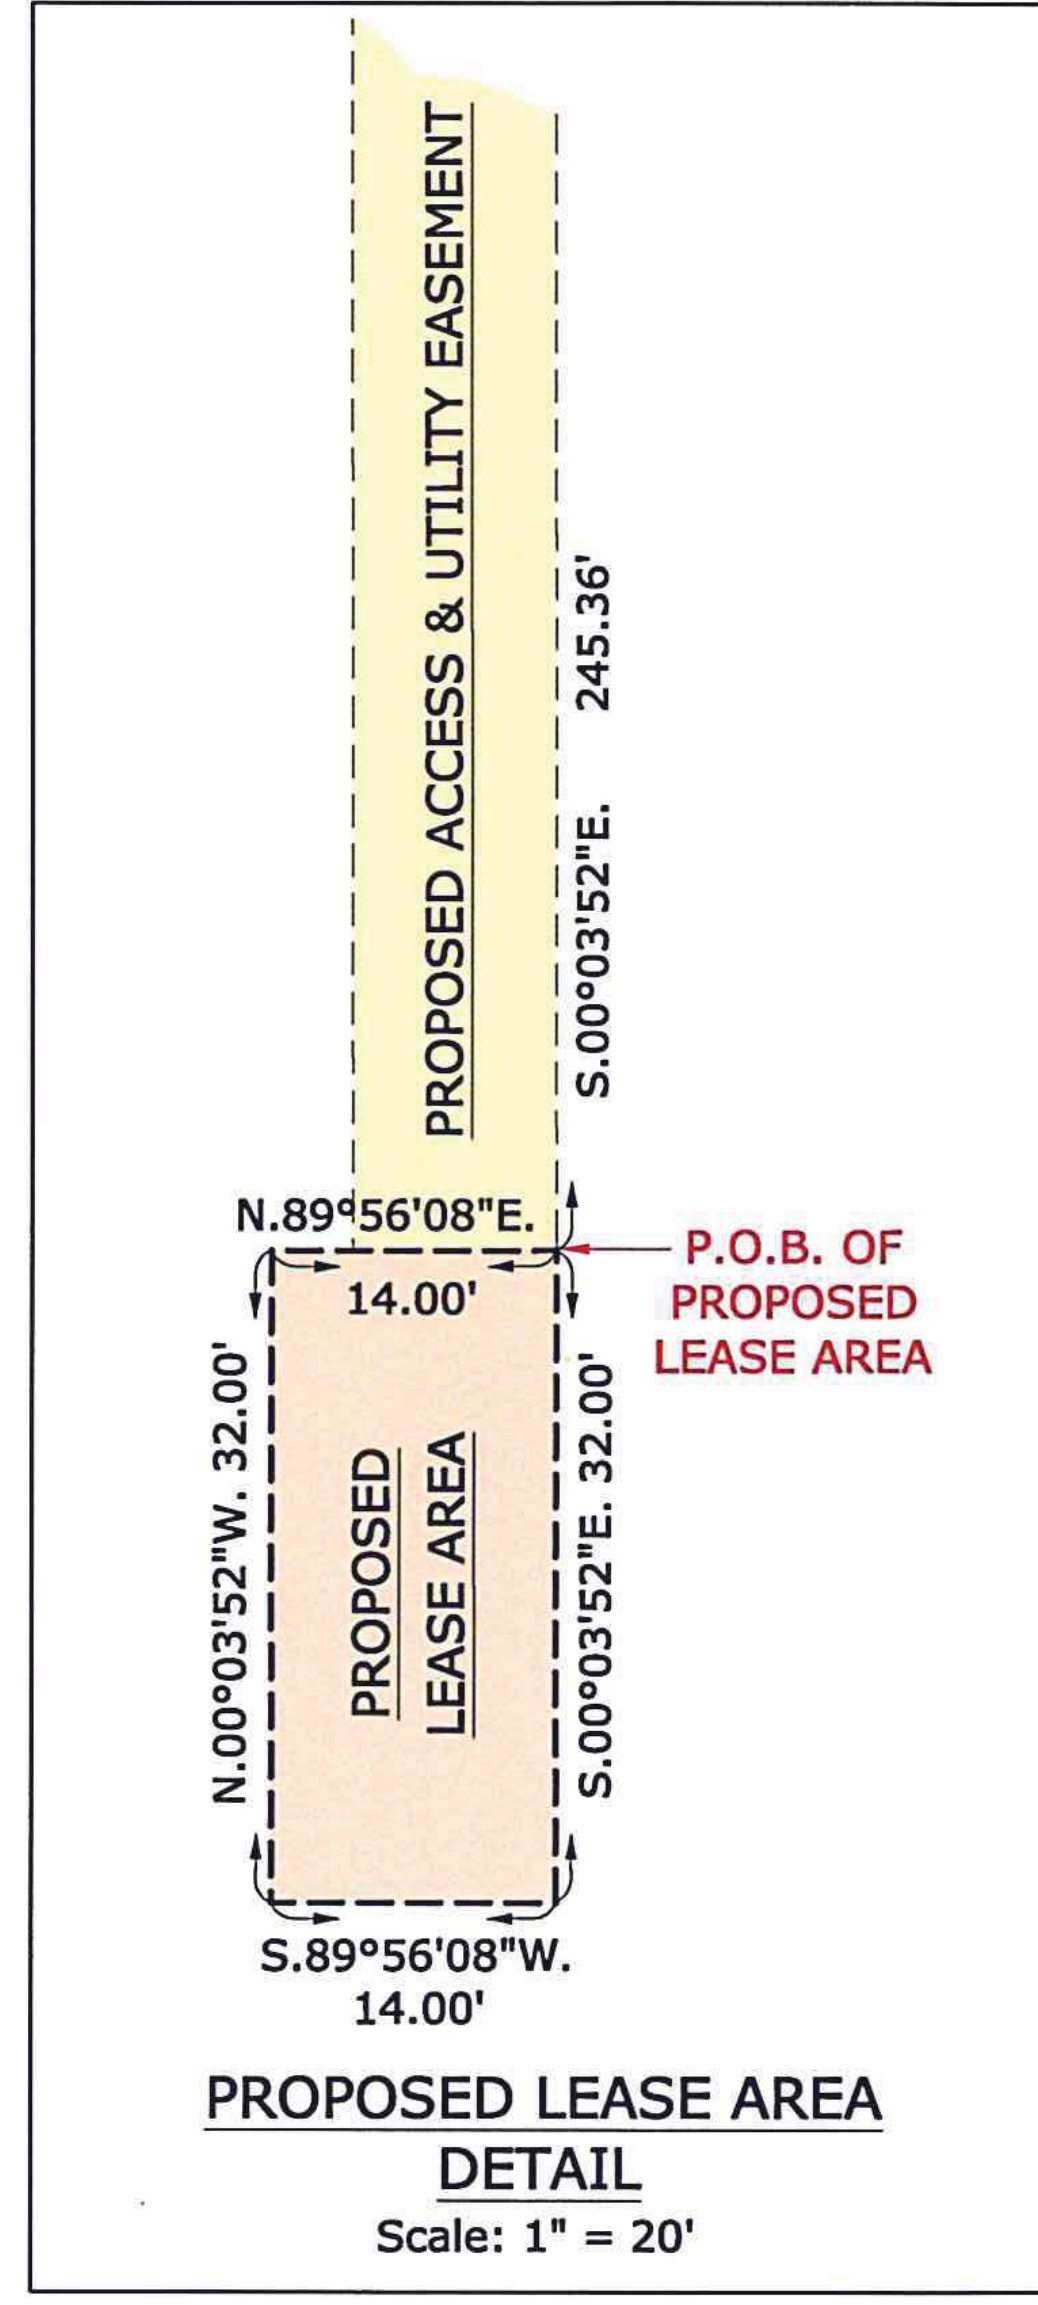 PROPOSED ACCESS & UTILITY EASEMENT
S.00°03'52"E. 245.36'
N.89°56'08"E.
14.00'
P.O.B. OF
PROPOSED
LEASE AREA
N.00°03'52"W. 32.00'
PROPOSED
LEASE AREA
S.00°03'52"E. 32.00'
S.89°56'08"W.
14.00'
PROPOSED LEASE AREA
DETAIL
Scale: 1" = 20'